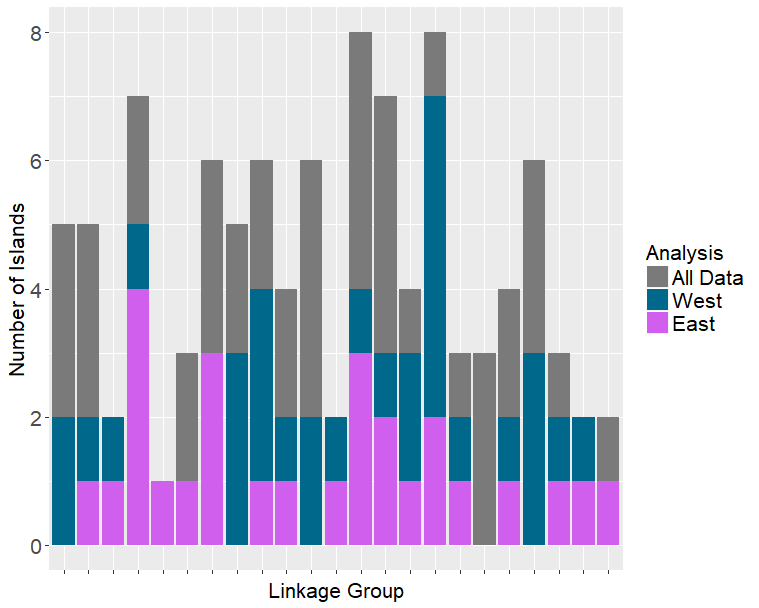 8
6
4
2
0
Number of Islands
Linkage Group
Analysis
All Data
West
East